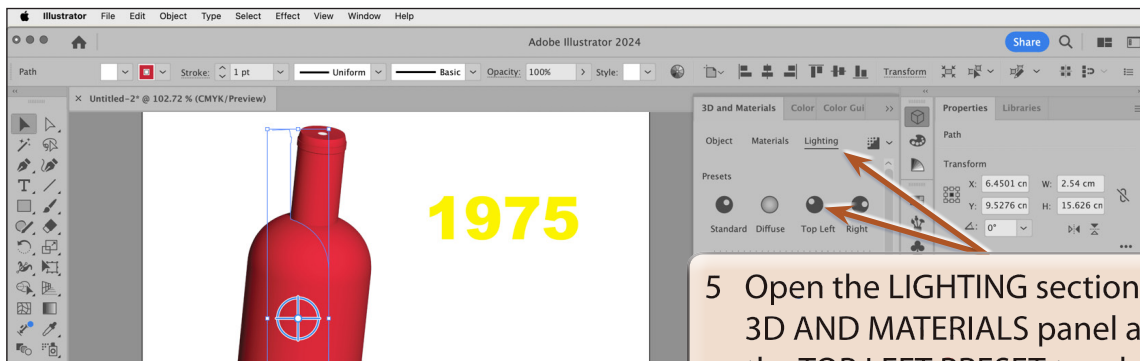 Illustrator File Edit Object Type Select Effect View Window Help
Adobe Illustrator 2024
Share
Path Stroke: 1 pt Uniform Basic Opacity: 100% Style: Transform
× Untitled-2* @ 102.72 % (CMYK/Preview)
3D and Materials Color Color Gui
Properties Libraries
Object Materials Lighting
Path
Transform
Presets
X: 6.4501 cn W: 2.54 cm
Y: 9.5276 cn H: 15.626 cn
Standard Diffuse Top Left Right
0°
1975
5 Open the LIGHTING section
3D AND MATERIALS panel a